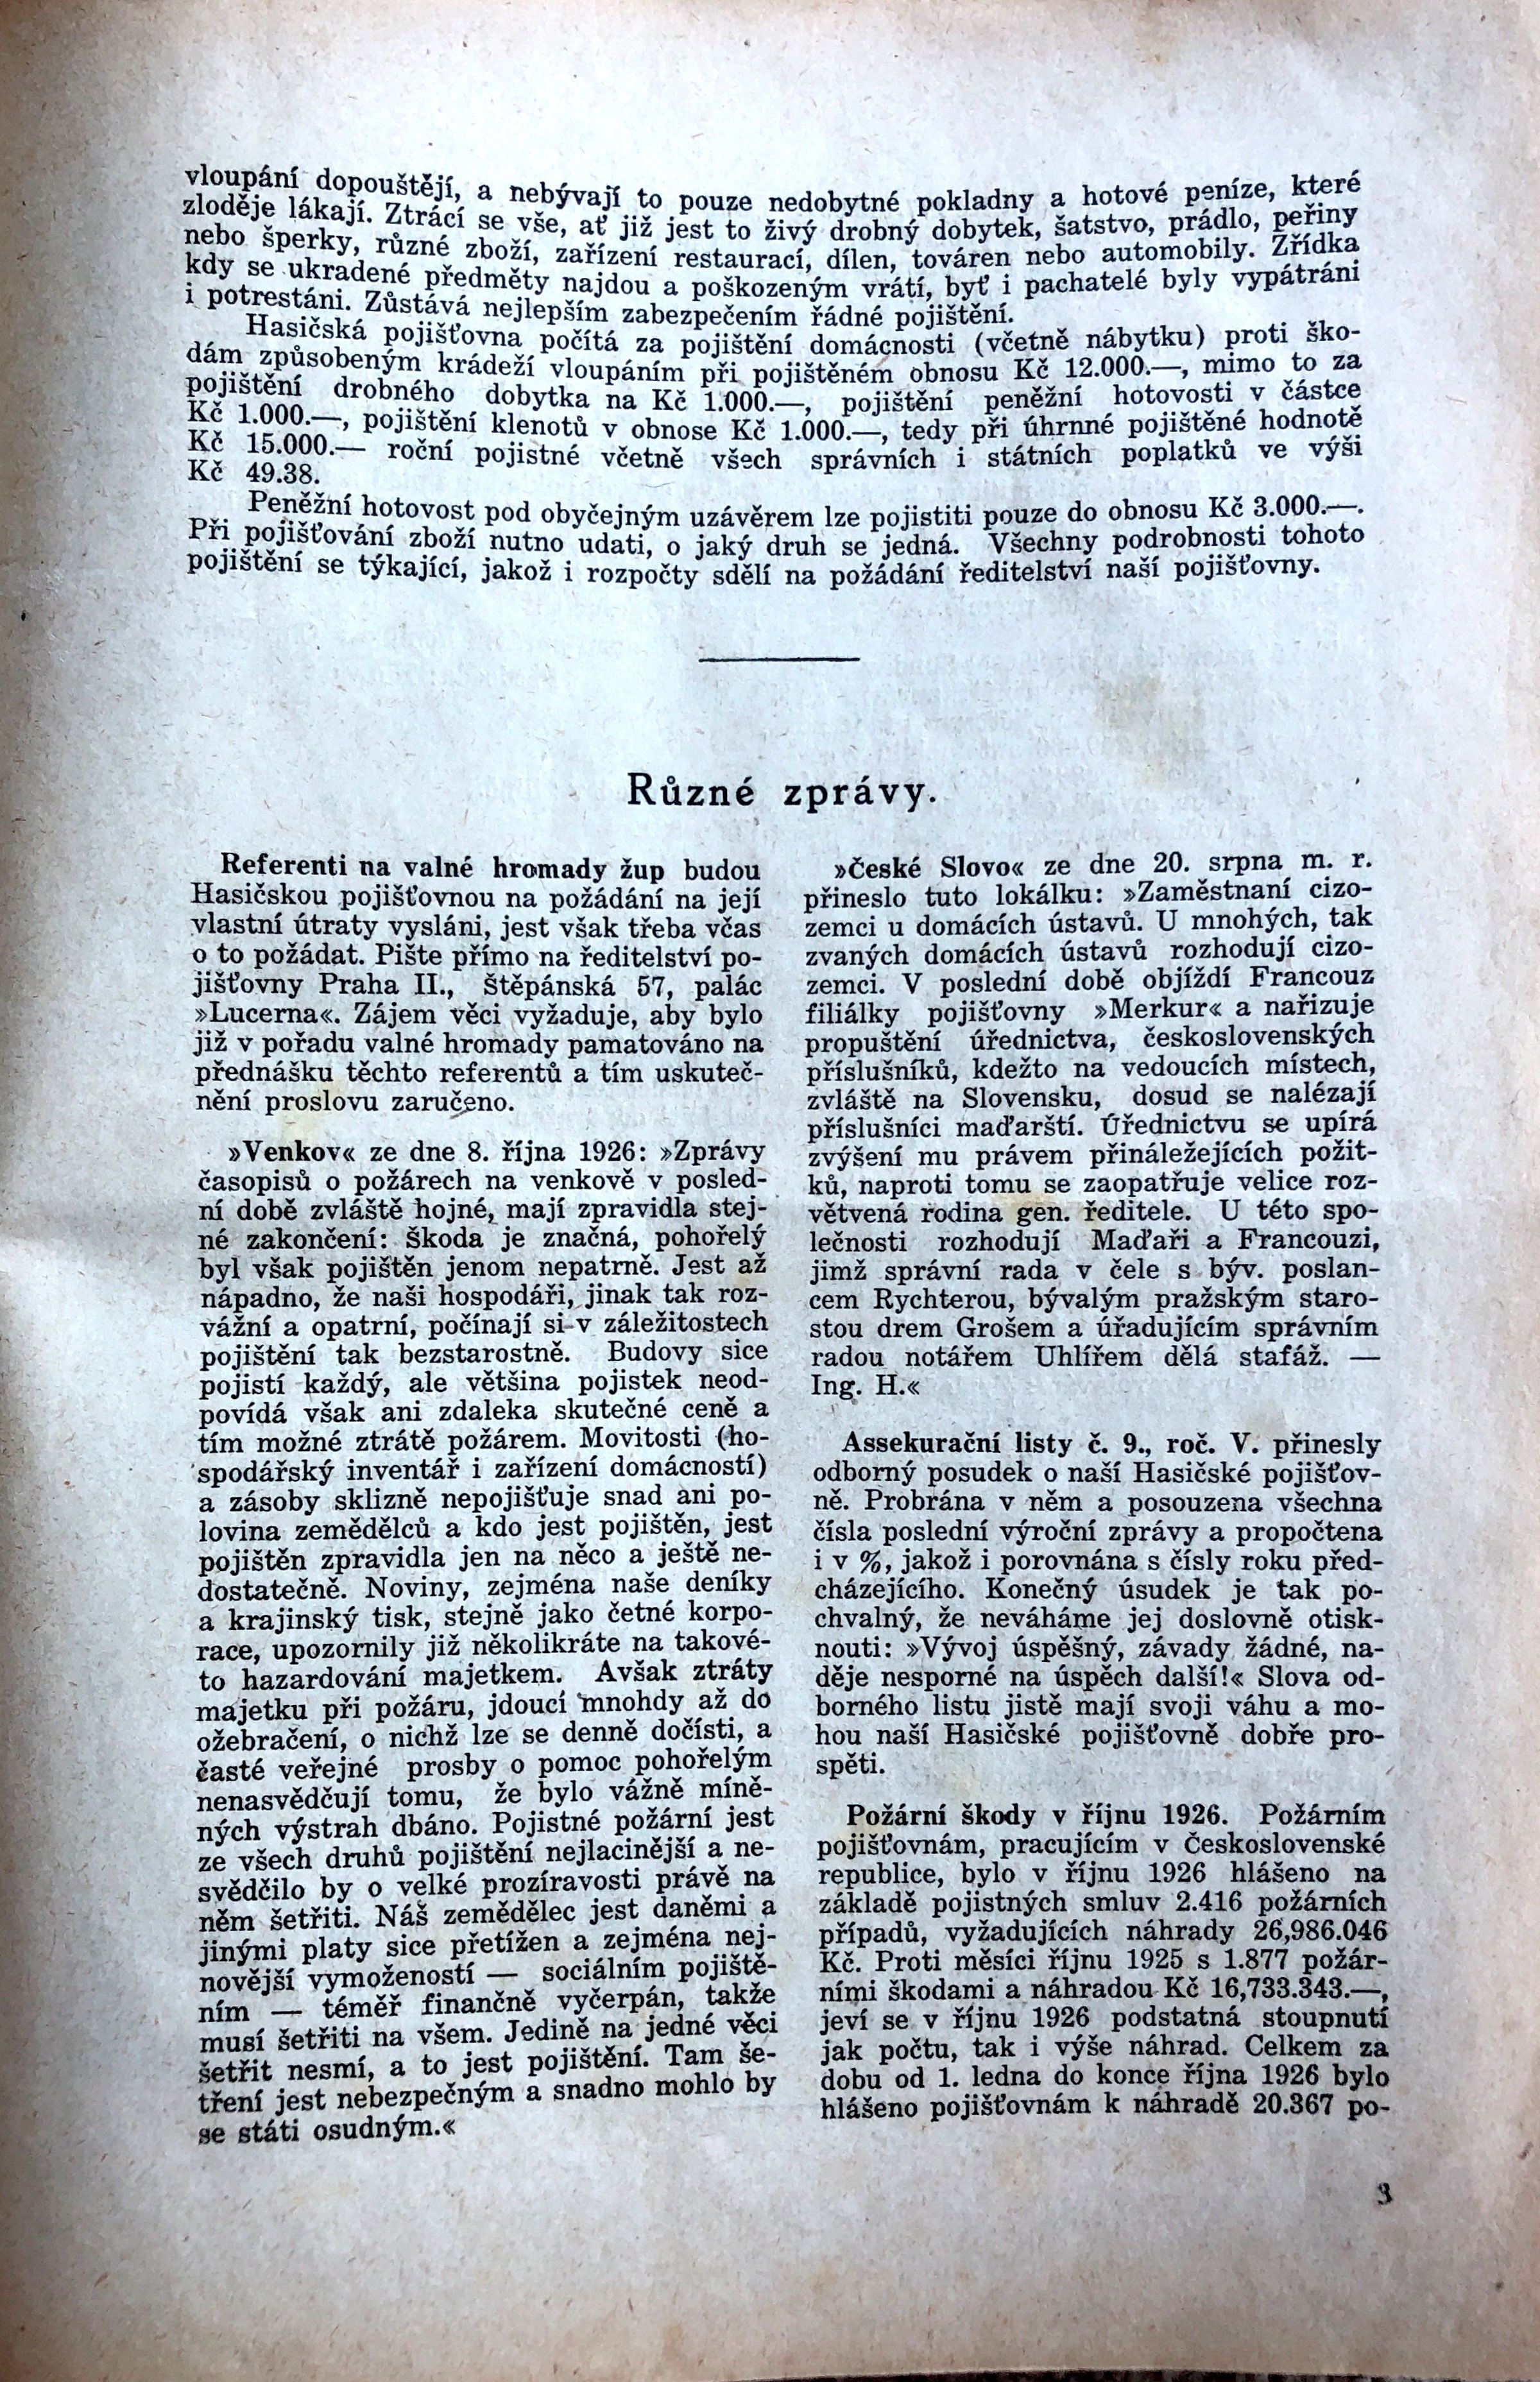 vloupání dopouštějí, a nebývají to pouze nedobytné pokladny a hotové peníze, které
zloděje lákají. Ztrácí se vše, ať již jest to živý drobný dobytek, šatstvo, prádlo, peřiny
nebo šperky, různé zboží, zařízení restaurací, dílen, továren nebo automobily. Zřídka
kdy se ukradené předměty najdou a poškozeným vrátí, byť i pachatelé byly vypátráni
i potrestáni. Zůstává nejlepším zabezpečením řádné pojištění.
Hasičská pojišťovna počítá za pojištění domácnosti (včetně nábytku) proti ško-
dám způsobeným krádeží vloupáním při pojištěném obnosu Kč 12.000.—, mimo to za
pojištění drobného dobytka na Kč 1.000.—, pojištění peněžní hotovosti v částce
Kč 1.000.—, pojištění klenotů v obnose Kč 1.000.—, tedy při úhrnné pojištěné hodnotě
Kč 15.000.— roční pojistné včetně všech správních i státních poplatků ve výši
Kč 49.38.
Peněžní hotovost pod obyčejným uzávěrem lze pojistiti pouze do obnosu Kč 3.000.—.
Při pojišťování zboží nutno udati, o jaký druh se jedná. Všechny podrobnosti tohoto
pojištění se týkající, jakož i rozpočty sdělí na požádání ředitelství naší pojišťovny.
Různé zprávy.
Referenti na valné hromady žup budou
Hasičskou pojišťovnou na požádání na její
vlastní útraty vysláni, jest však třeba včas
o to požádat. Pište přímo na ředitelství po-
jišťovny Praha II., Štěpánská 57, palác
»Lucerna«. Zájem věci vyžaduje, aby bylo
již v pořadu valné hromady pamatováno na
přednášku těchto referentů a tím uskuteč-
nění proslovu zaručeno.
»Venkov« ze dne 8. října 1926: »Zprávy
časopisů o požárech na venkově v posled-
ní době zvláště hojné, mají zpravidla stej-
né zakončení: Škoda je značná, pohořelý
byl však pojištěn jenom nepatrně. Jest až
nápadno, že naši hospodáři, jinak tak roz-
vážní a opatrní, počínají si v záležitostech
pojištění tak bezstarostně. Budovy sice
pojistí každý, ale většina pojistek neod-
povídá však ani zdaleka skutečné ceně a
tím možné ztrátě požárem. Movitosti (ho-
spodářský inventář i zařízení domácností)
a zásoby sklizně nepojišťuje snad ani po-
lovina zemědělců a kdo jest pojištěn, jest
pojištěn zpravidla jen na něco a ještě ne-
dostatečně. Noviny, zejména naše deníky
a krajinský tisk, stejně jako četné korpo-
race, upozornily již několikráte na takové-
to hazardování majetkem. Avšak ztráty
majetku při požáru, jdoucí mnohdy až do
ožebračení, o nichž lze se denně dočísti, a
časté veřejné prosby o pomoc pohořelým
nenasvědčují tomu, že bylo vážně míně-
ných výstrah dbáno. Pojistné požární jest
ze všech druhů pojištění nejlacinější a ne-
svědčilo by o velké prozíravosti právě na
něm šetřiti. Náš zemědělec jest daněmi a
jinými platy sice přetížen a zejména nej-
novější vymožeností — sociálním pojiště-
ním — téměř finančně vyčerpán, takže
musí šetřiti na všem. Jedině na jedné věci
šetřit nesmí, a to jest pojištění. Tam še-
tření jest nebezpečným a snadno mohlo by
se státi osudným.«
»České Slovo« ze dne 20. srpna m. r.
přineslo tuto lokálku: »Zaměstnaní cizo-
zemci u domácích ústavů. U mnohých, tak
zvaných domácích ústavů rozhodují cizo-
zemci. V poslední době objíždí Francouz
filiálky pojišťovny »Merkur« a nařizuje
propuštění úřednictva, československých
příslušníků, kdežto na vedoucích místech,
zvláště na Slovensku, dosud se nalézají
příslušníci maďarští. Úřednictvu se upírá
zvýšení mu právem přináležejících požit-
ků, naproti tomu se zaopatřuje velice roz-
větvená rodina gen. ředitele. U této spo-
lečnosti rozhodují Maďaři a Francouzi,
jimž správní rada v čele s býv. poslan-
cem Rychterou, bývalým pražským staro-
stou drem Grošem a úřadujícím správním
radou notářem Uhlířem dělá stafáž. —
Ing. H.«
Assekurační listy č. 9., roč. V. přinesly
odborný posudek o naší Hasičské pojišťov-
ně. Probrána v něm a posouzena všechna
čísla poslední výroční zprávy a propočtena
i v %, jakož i porovnána s čísly roku před-
cházejícího. Konečný úsudek je tak po-
chvalný, že neváháme jej doslovně otisk-
nouti: »Vývoj úspěšný, závady žádné, na-
děje nesporné na úspěch další!« Slova od-
borného listu jistě mají svoji váhu a mo-
hou naší Hasičské pojišťovně dobře pro-
spěti.
Požární škody v říjnu 1926. Požárním
pojišťovnám, pracujícím v Československé
republice, bylo v říjnu 1926 hlášeno na
základě pojistných smluv 2.416 požárních
případů, vyžadujících náhrady 26,986.046
Kč. Proti měsíci říjnu 1925 s 1.877 požár-
ními škodami a náhradou Kč 16,733.343.—,
jeví se v říjnu 1926 podstatná stoupnutí
jak počtu, tak i výše náhrad. Celkem za
dobu od 1. ledna do konce října 1926 bylo
hlášeno pojišťovnám k náhradě 20.367 po-
3